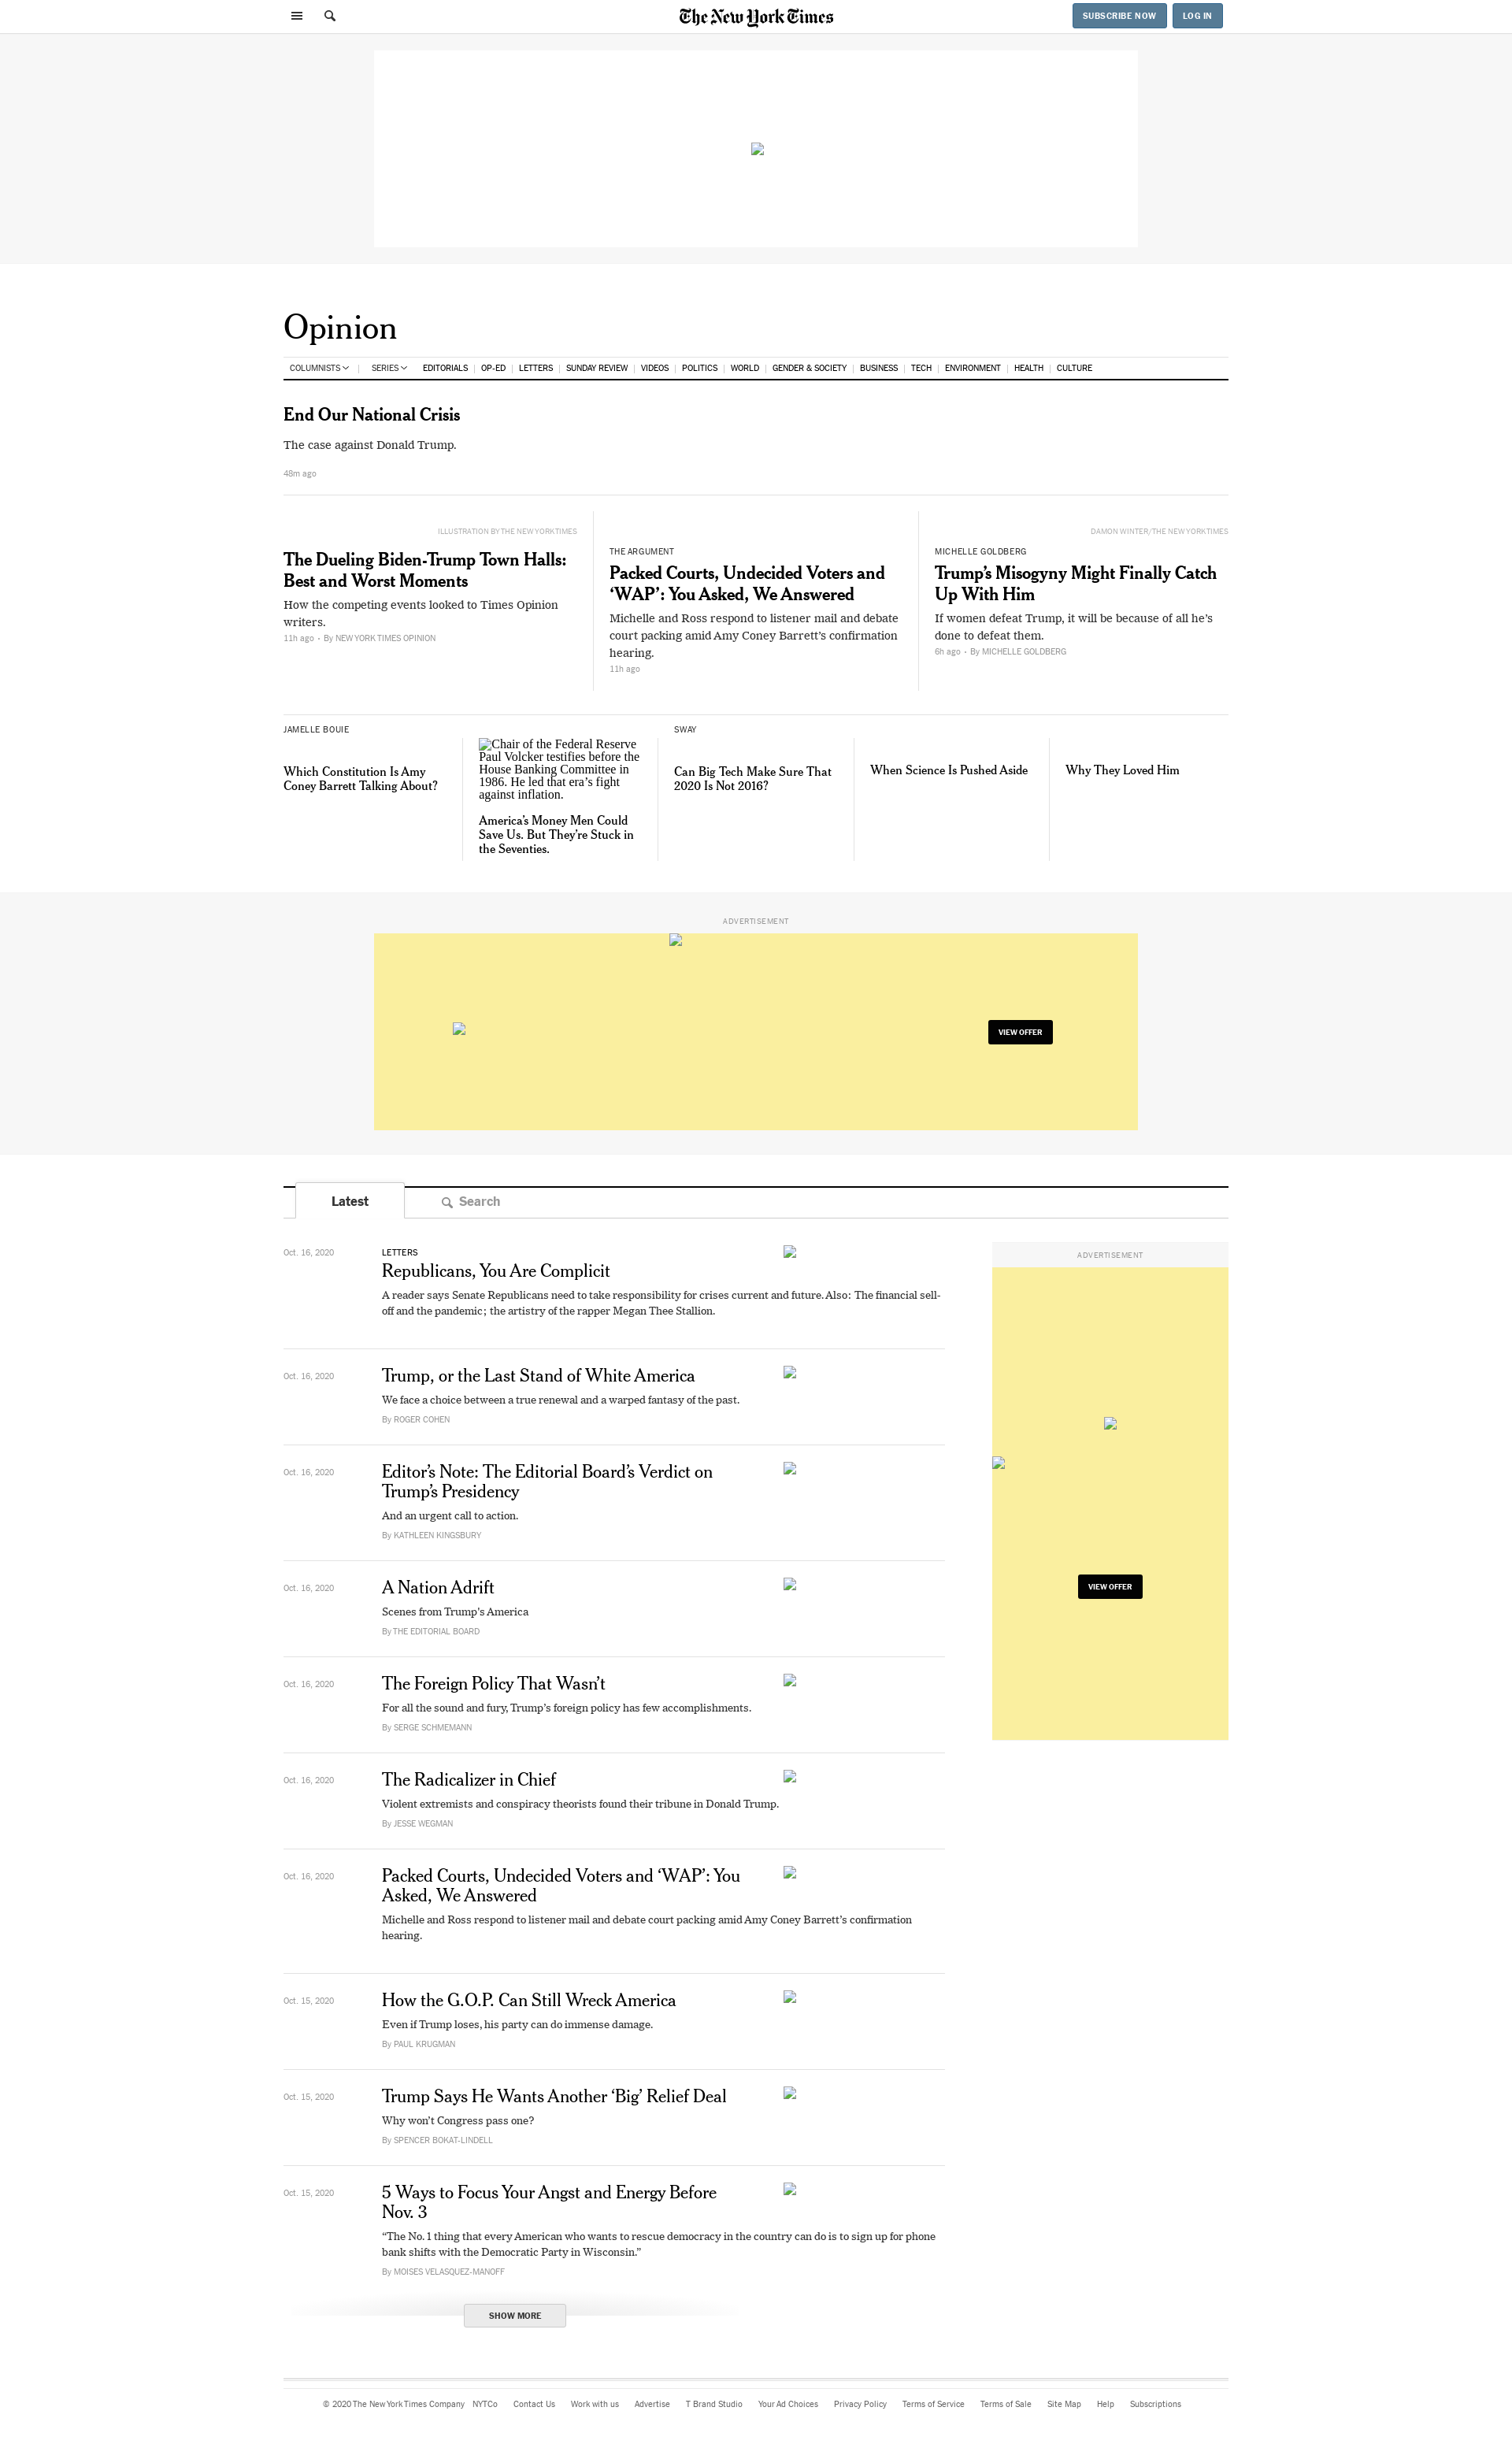 The New York Times
SUBSCRIBE NOW
LOG IN
Opinion
COLUMNISTS
SERIES
EDITORIALS
OP-ED
LETTERS
SUNDAY REVIEW
VIDEOS
POLITICS
WORLD
GENDER & SOCIETY
BUSINESS
TECH
ENVIRONMENT
HEALTH
CULTURE
End Our National Crisis
The case against Donald Trump.
48m ago
ILLUSTRATION BY THE NEW YORK TIMES
The Dueling Biden-Trump Town Halls:
Best and Worst Moments
How the competing events looked to Times Opinion
writers.
11h ago • By NEW YORK TIMES OPINION
THE ARGUMENT
Packed Courts, Undecided Voters and
‘WAP’: You Asked, We Answered
Michelle and Ross respond to listener mail and debate
court packing amid Amy Coney Barrett’s confirmation
hearing.
11h ago
DAMON WINTER/THE NEW YORK TIMES
MICHELLE GOLDBERG
Trump’s Misogyny Might Finally Catch
Up With Him
If women defeat Trump, it will be because of all he’s
done to defeat them.
6h ago • By MICHELLE GOLDBERG
JAMELLE BOUIE
Which Constitution Is Amy
Coney Barrett Talking About?
Chair of the Federal Reserve
Paul Volcker testifies before the
House Banking Committee in
1986. He led that era’s fight
against inflation.
America’s Money Men Could
Save Us. But They’re Stuck in
the Seventies.
SWAY
Can Big Tech Make Sure That
2020 Is Not 2016?
When Science Is Pushed Aside
Why They Loved Him
ADVERTISEMENT
VIEW OFFER
Latest
Search
Oct. 16, 2020
LETTERS
Republicans, You Are Complicit
A reader says Senate Republicans need to take responsibility for crises current and future. Also: The financial sell-
off and the pandemic; the artistry of the rapper Megan Thee Stallion.
ADVERTISEMENT
VIEW OFFER
Oct. 16, 2020
Trump, or the Last Stand of White America
We face a choice between a true renewal and a warped fantasy of the past.
By ROGER COHEN
Oct. 16, 2020
Editor’s Note: The Editorial Board’s Verdict on
Trump’s Presidency
And an urgent call to action.
By KATHLEEN KINGSBURY
Oct. 16, 2020
A Nation Adrift
Scenes from Trump’s America
By THE EDITORIAL BOARD
Oct. 16, 2020
The Foreign Policy That Wasn’t
For all the sound and fury, Trump’s foreign policy has few accomplishments.
By SERGE SCHMEMANN
Oct. 16, 2020
The Radicalizer in Chief
Violent extremists and conspiracy theorists found their tribune in Donald Trump.
By JESSE WEGMAN
Oct. 16, 2020
Packed Courts, Undecided Voters and ‘WAP’: You
Asked, We Answered
Michelle and Ross respond to listener mail and debate court packing amid Amy Coney Barrett’s confirmation
hearing.
Oct. 15, 2020
How the G.O.P. Can Still Wreck America
Even if Trump loses, his party can do immense damage.
By PAUL KRUGMAN
Oct. 15, 2020
Trump Says He Wants Another ‘Big’ Relief Deal
Why won’t Congress pass one?
By SPENCER BOKAT-LINDELL
Oct. 15, 2020
5 Ways to Focus Your Angst and Energy Before
Nov. 3
“The No. 1 thing that every American who wants to rescue democracy in the country can do is to sign up for phone
bank shifts with the Democratic Party in Wisconsin.”
By MOISES VELASQUEZ-MANOFF
SHOW MORE
© 2020 The New York Times Company
NYTCo
Contact Us
Work with us
Advertise
T Brand Studio
Your Ad Choices
Privacy Policy
Terms of Service
Terms of Sale
Site Map
Help
Subscriptions